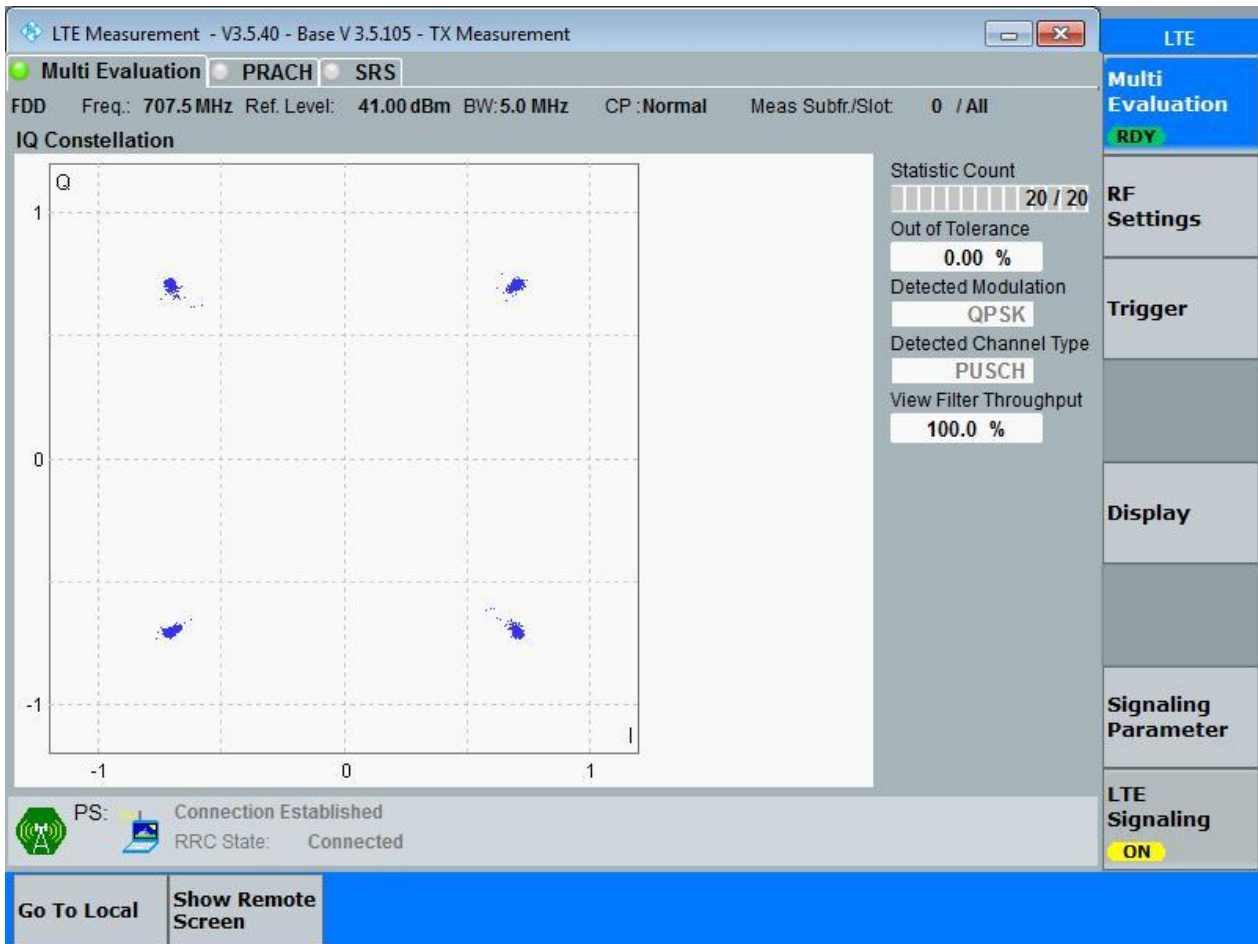 LTE Measurement - V3.5.40 - Base V 3.5.105 - TX Measurement
LTE
Multi Evaluation PRACH SRS
FDD Freq.: 707.5 MHz Ref. Level: 41.00 dBm BW: 5.0 MHz CP : Normal Meas Subfr./Slot: 0 / All
IQ Constellation
Q
1
0
-1
I
-1 0 1
Statistic Count
20 / 20
Out of Tolerance
0.00 %
Detected Modulation
QPSK
Detected Channel Type
PUSCH
View Filter Throughput
100.0 %
Multi
Evaluation
RDY
RF
Settings
Trigger
Display
Signaling
Parameter
LTE
Signaling
ON
PS: Connection Established
RRC State: Connected
Go To Local
Show Remote
Screen